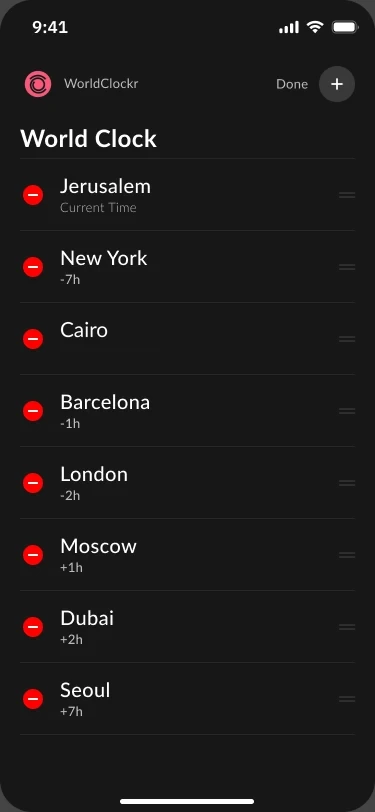 9:41
WorldClockr
Done
World Clock
Jerusalem
Current Time
New York
-7h
Cairo
Barcelona
-1h
London
-2h
Moscow
+1h
Dubai
+2h
Seoul
+7h